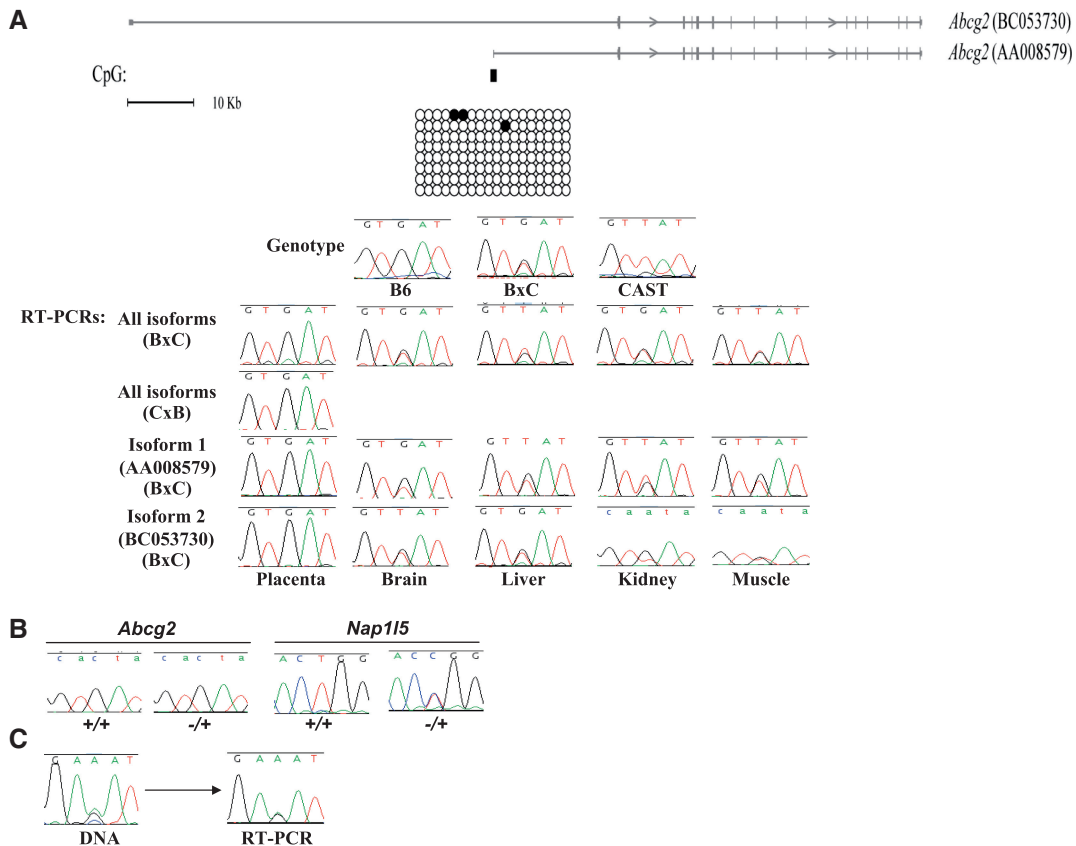 A
Abcg2 (BC053730)
Abcg2 (AA008579)
CpG:
10 Kb
Genotype
G T G A T
G T G A T
G T T A T
B6
BxC
CAST
RT-PCRs:
All isoforms
(BxC)
G T G A T
G T G A T
G T T A T
G T G A T
G T T A T
All isoforms
(CxB)
G T G A T
Isoform 1
(AA008579)
(BxC)
G T G A T
G T G A T
G T T A T
G T T A T
G T T A T
Isoform 2
(BC053730)
(BxC)
G T G A T
G T T A T
G T G A T
c a a t a
c a a t a
Placenta
Brain
Liver
Kidney
Muscle
B
Abcg2
Nap1l5
c a c t a
c a c t a
A C T G G
A C C G G
+/+
-/+
+/+
-/+
C
G A A A T
G A A A T
DNA
RT-PCR